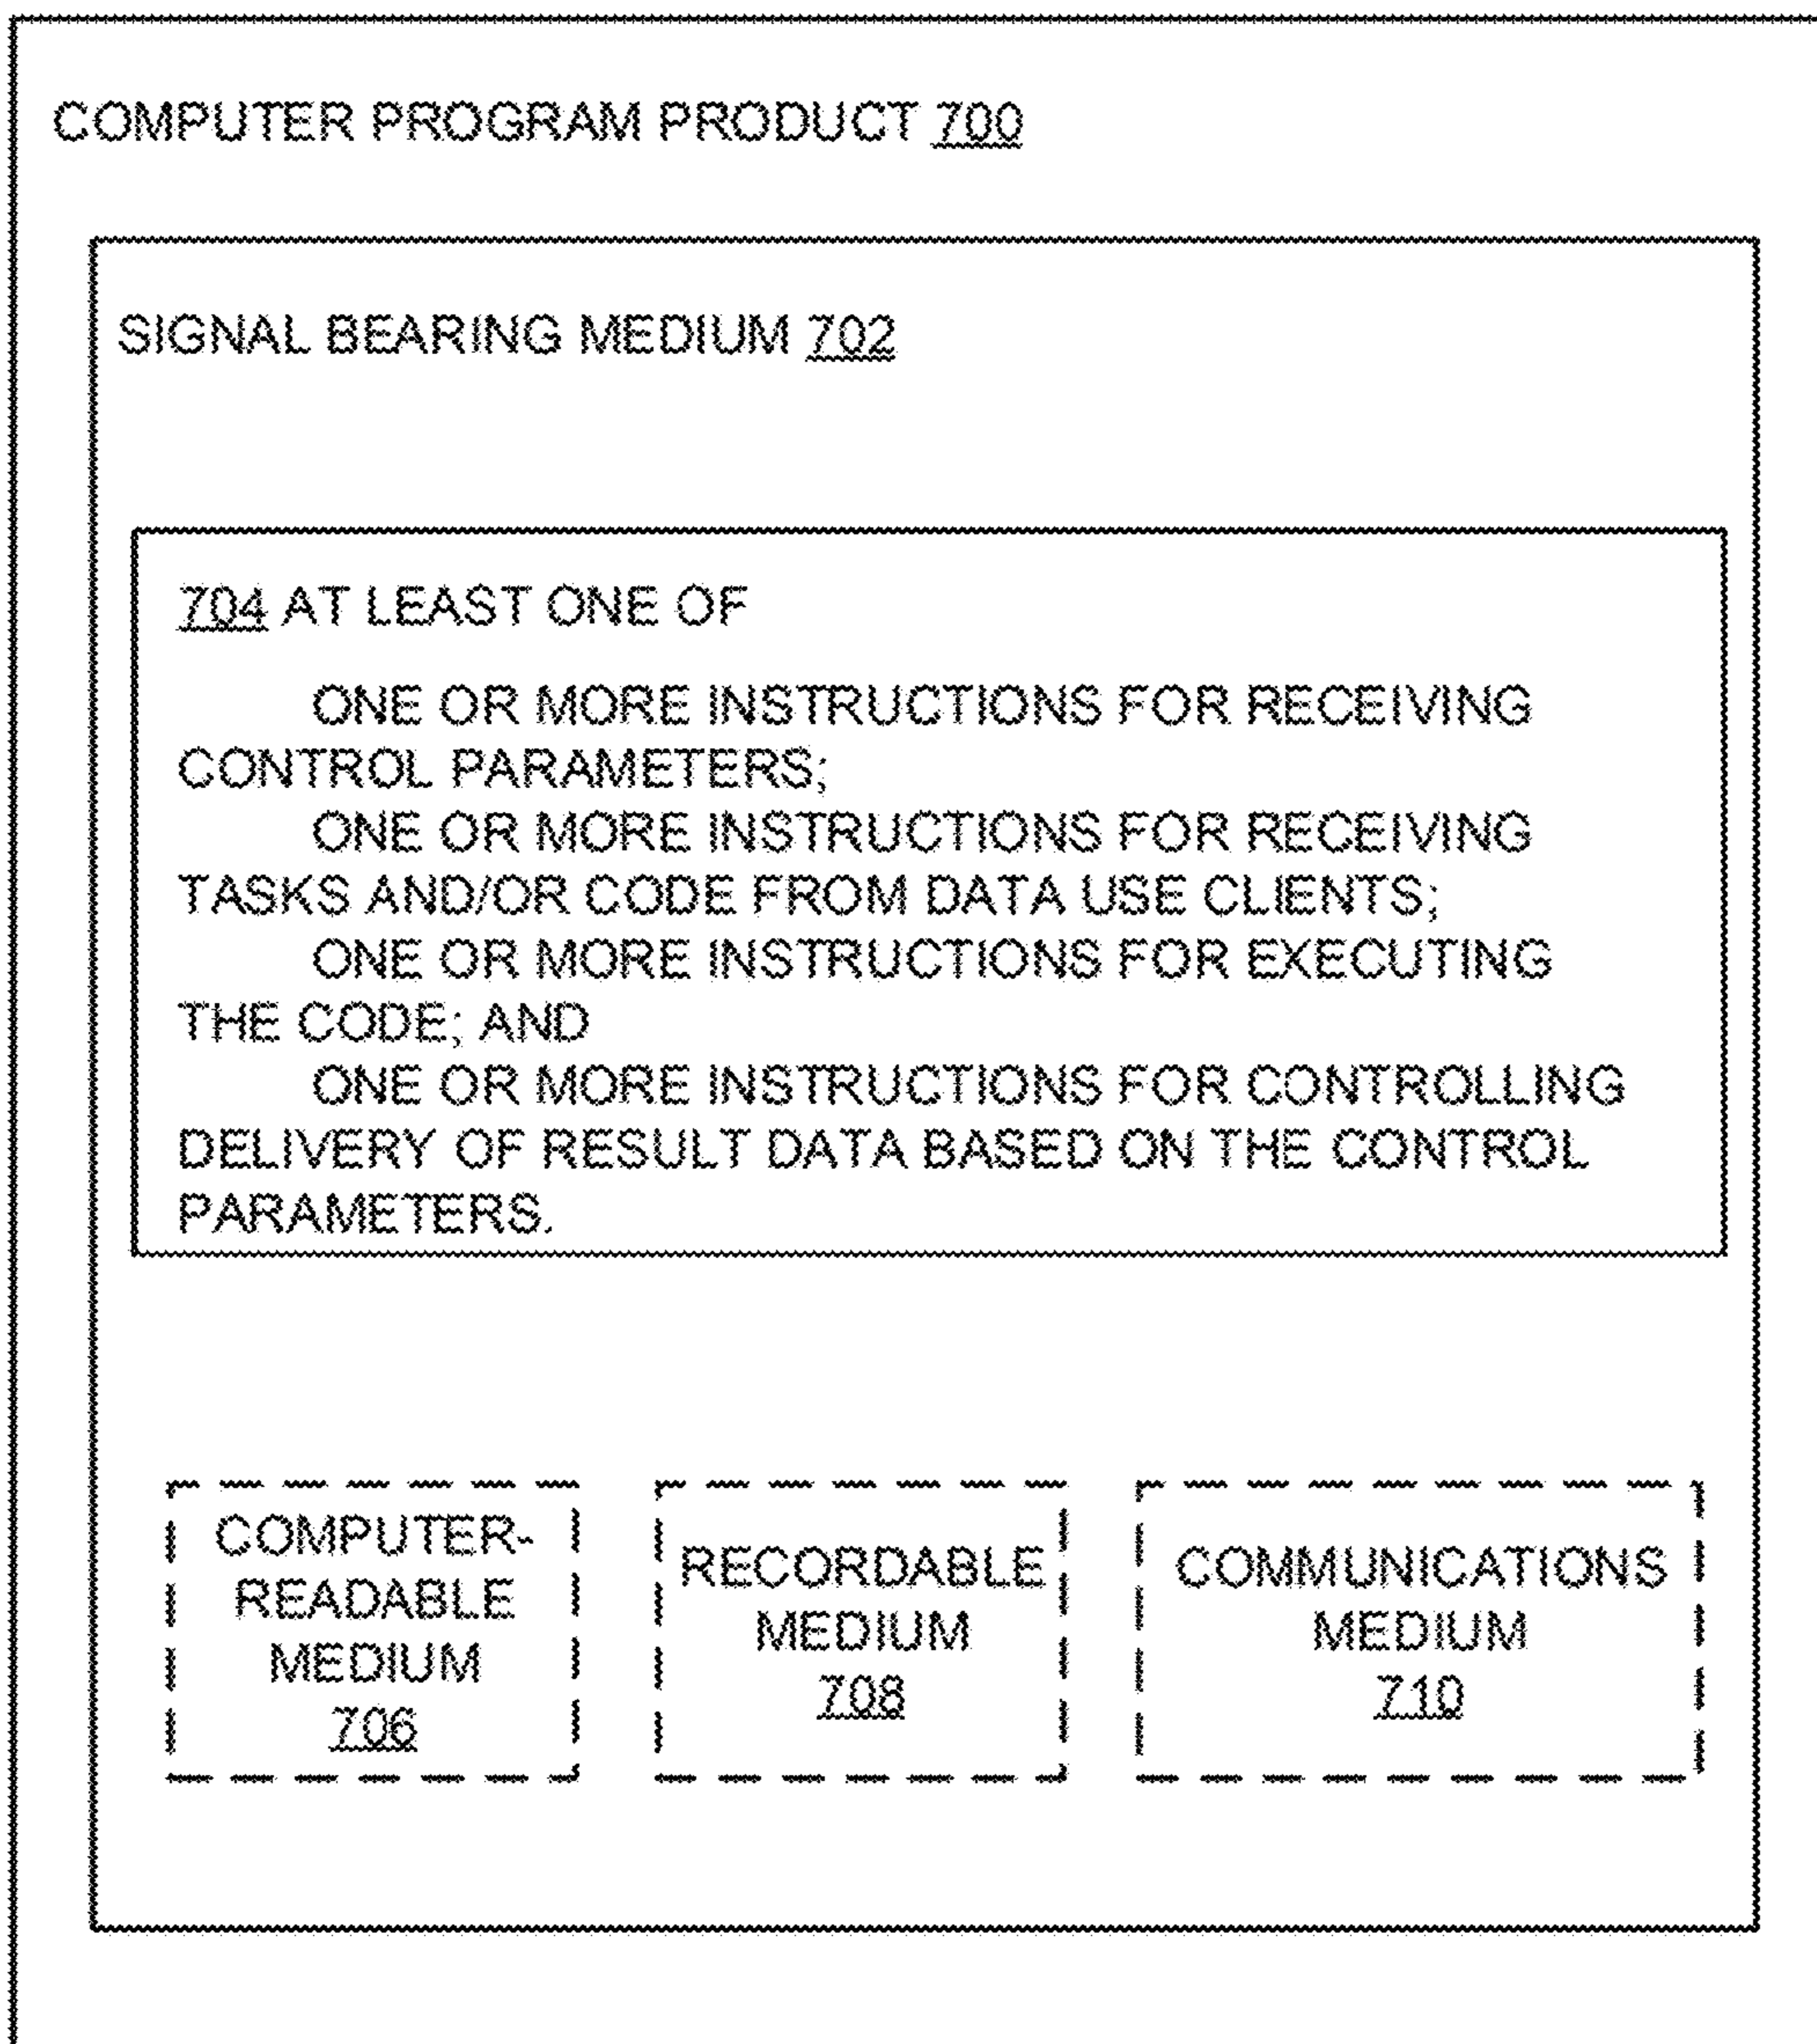 COMPUTER PROGRAM PRODUCT 700
SIGNAL BEARING MEDIUM 702
704 AT LEAST ONE OF
ONE OR MORE INSTRUCTIONS FOR RECEIVING
CONTROL PARAMETERS;
ONE OR MORE INSTRUCTIONS FOR RECEIVING
TASKS AND/OR CODE FROM DATA USE CLIENTS;
ONE OR MORE INSTRUCTIONS FOR EXECUTING
THE CODE; AND
ONE OR MORE INSTRUCTIONS FOR CONTROLLING
DELIVERY OF RESULT DATA BASED ON THE CONTROL
PARAMETERS.
COMPUTER-
READABLE
MEDIUM
706
RECORDABLE
MEDIUM
708
COMMUNICATIONS
MEDIUM
710